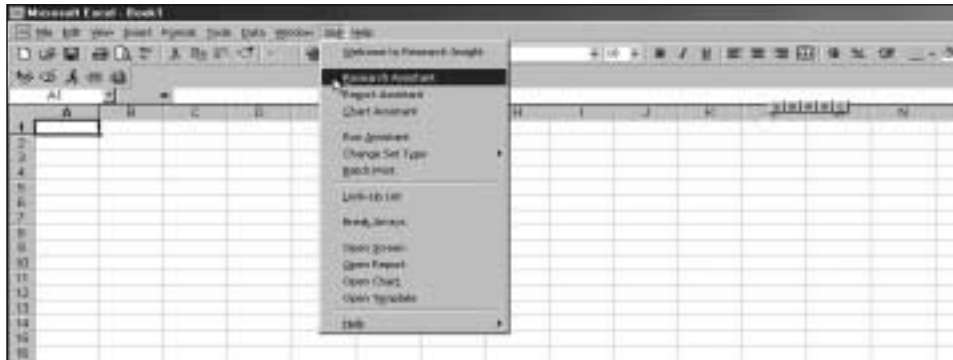 Microsoft Excel - Book1
File Edit View Insert Format Tools Data Window Help
Welcome to Research Insight
Research Assistant
Report Assistant
Chart Assistant
Run Assistant
Change Set Type
Batch Print
Look-Up List
Break Arrays
Open Screen
Open Report
Open Chart
Open Template
Help
A1 =
A B C D H I J K N
1
2
3
4
5
6
7
8
9
10
11
12
13
14
15
16